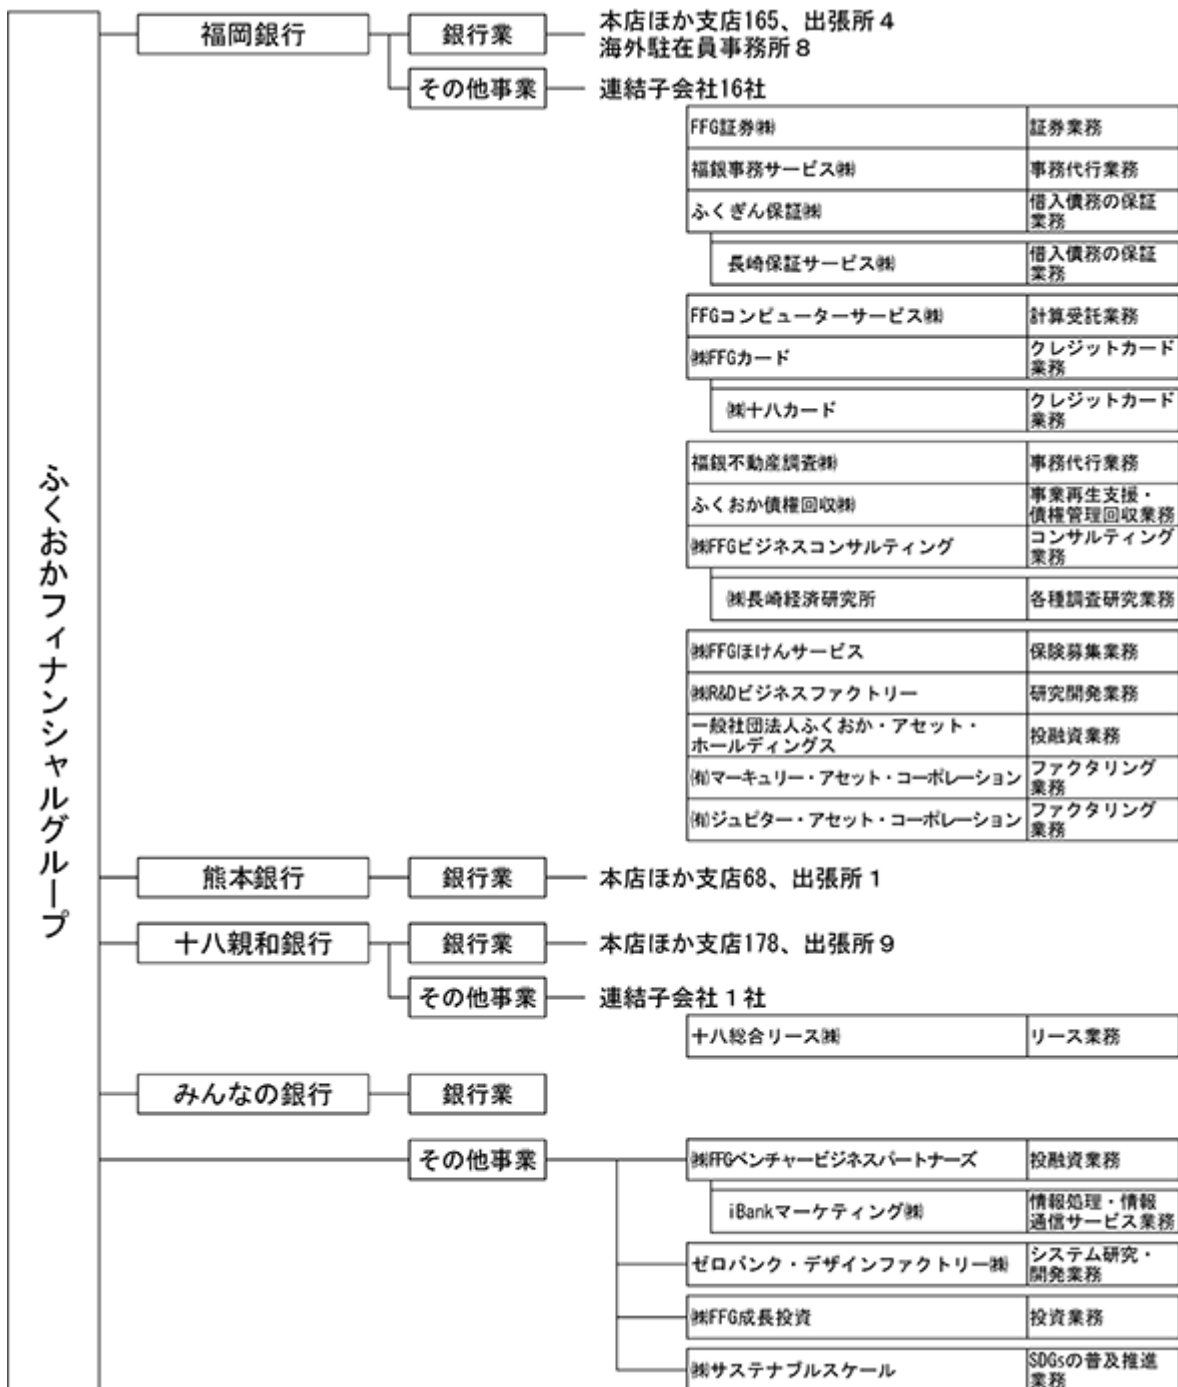 ふくおかフィナンシャルグループ
福岡銀行
銀行業
本店ほか支店165、出張所4
海外駐在員事務所8
その他事業
連結子会社16社
FFG証券㈱
証券業務
福銀事務サービス㈱
事務代行業務
ふくぎん保証㈱
借入債務の保証
業務
長崎保証サービス㈱
借入債務の保証
業務
FFGコンピューターサービス㈱
計算受託業務
㈱FFGカード
クレジットカード
業務
㈱十八カード
クレジットカード
業務
福銀不動産調査㈱
事務代行業務
ふくおか債権回収㈱
事業再生支援・
債権管理回収業務
㈱FFGビジネスコンサルティング
コンサルティング
業務
㈱長崎経済研究所
各種調査研究業務
㈱FFGほけんサービス
保険募集業務
㈱R&Dビジネスファクトリー
研究開発業務
一般社団法人ふくおか・アセット・
ホールディングス
投融資業務
㈲マーキュリー・アセット・コーポレーション
ファクタリング
業務
㈲ジュピター・アセット・コーポレーション
ファクタリング
業務
熊本銀行
銀行業
本店ほか支店68、出張所1
十八親和銀行
銀行業
本店ほか支店178、出張所9
その他事業
連結子会社1社
十八総合リース㈱
リース業務
みんなの銀行
銀行業
その他事業
㈱FFGベンチャービジネスパートナーズ
投融資業務
iBankマーケティング㈱
情報処理・情報
通信サービス業務
ゼロバンク・デザインファクトリー㈱
システム研究・
開発業務
㈱FFG成長投資
投資業務
㈱サステナブルスケール
SDGsの普及推進
業務